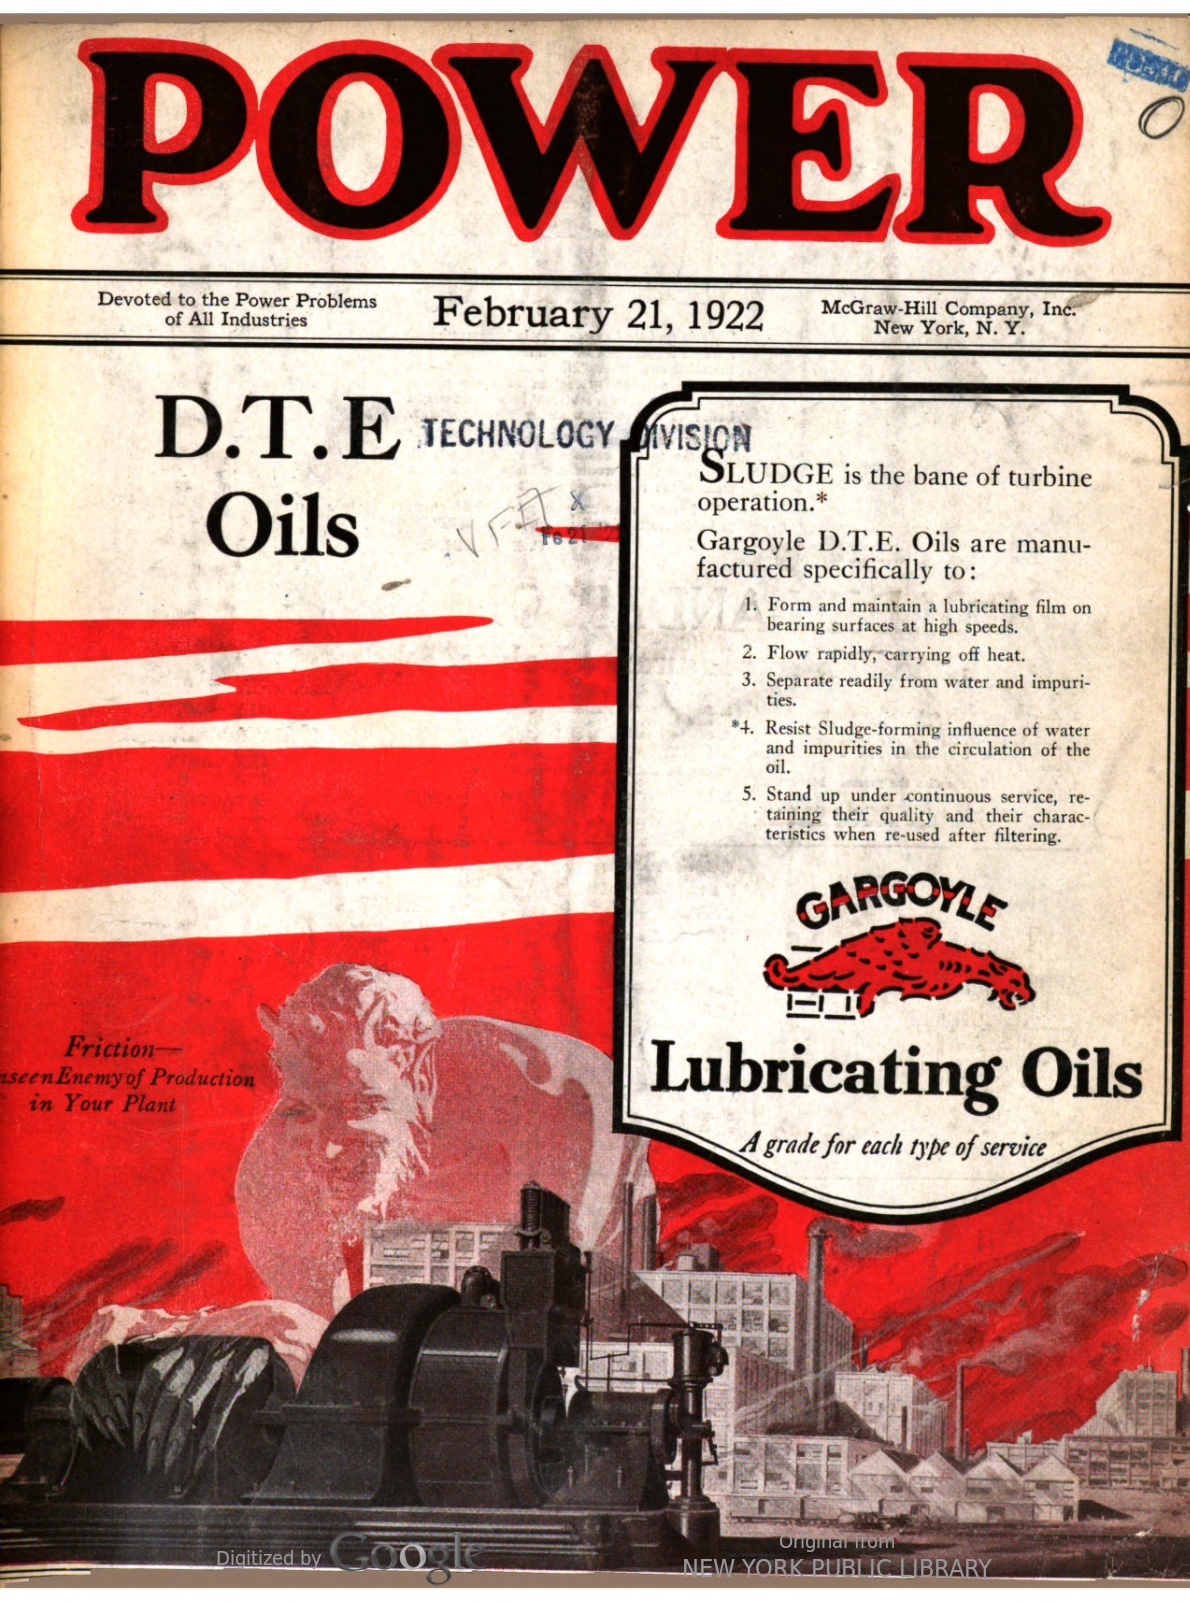 POWER
Devoted to the Power Problems
of All Industries
February 21, 1922
McGraw-Hill Company, Inc.
New York, N. Y.
D.T.E
Oils
TECHNOLOGY DIVISION
SLUDGE is the bane of turbine
operation.*
Gargoyle D.T.E. Oils are manu-
factured specifically to:
1. Form and maintain a lubricating film on
bearing surfaces at high speeds.
2. Flow rapidly, carrying off heat.
3. Separate readily from water and impuri-
ties.
*4. Resist Sludge-forming influence of water
and impurities in the circulation of the
oil.
5. Stand up under continuous service, re-
taining their quality and their charac-
teristics when re-used after filtering.
GARGOYLE
Lubricating Oils
A grade for each type of service
Friction—
nseen Enemy of Production
in Your Plant
Digitized by Google
Original from
NEW YORK PUBLIC LIBRARY